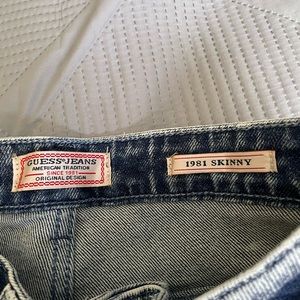 GUESS JEANS
AMERICAN TRADITION
SINCE 1981
ORIGINAL DESIGN
1981 SKINNY